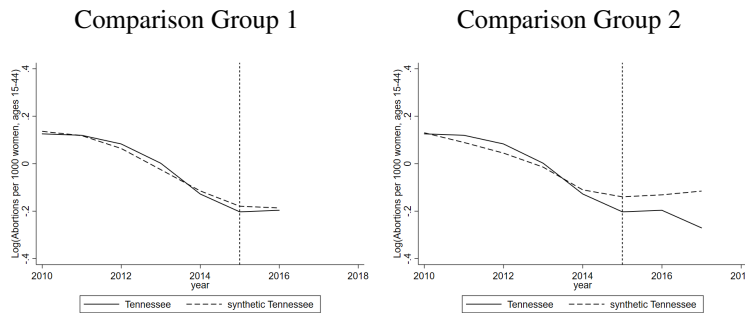 Comparison Group 1
Comparison Group 2
Log(Abortions per 1000 women, ages 15-44)
.4
.2
0
-.2
-.4
2010
2012
2014
2016
2018
year
Tennessee
synthetic Tennessee
Log(Abortions per 1000 women, ages 15-44)
.4
.2
0
-.2
-.4
2010
2012
2014
2016
201
year
Tennessee
synthetic Tennessee